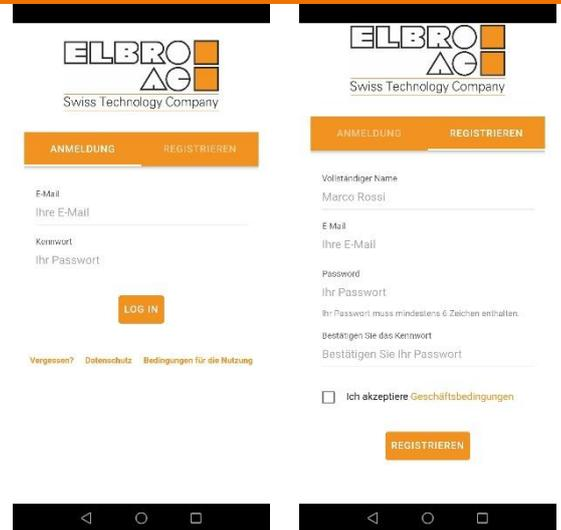 ELBRO
AG
Swiss Technology Company
ANMELDUNG REGISTRIEREN
E-Mail
Ihre E-Mail
Kennwort
Ihr Passwort
LOG IN
Vergessen? Datenschutz Bedingungen für die Nutzung
ELBRO
AG
Swiss Technology Company
ANMELDUNG REGISTRIEREN
Vollständiger Name
Marco Rossi
E-Mail
Ihre E-Mail
Password
Ihr Passwort
Ihr Passwort muss mindestens 6 Zeichen enthalten.
Bestätigen Sie das Kennwort
Bestätigen Sie Ihr Passwort
Ich akzeptiere Geschäftsbedingungen
REGISTRIEREN